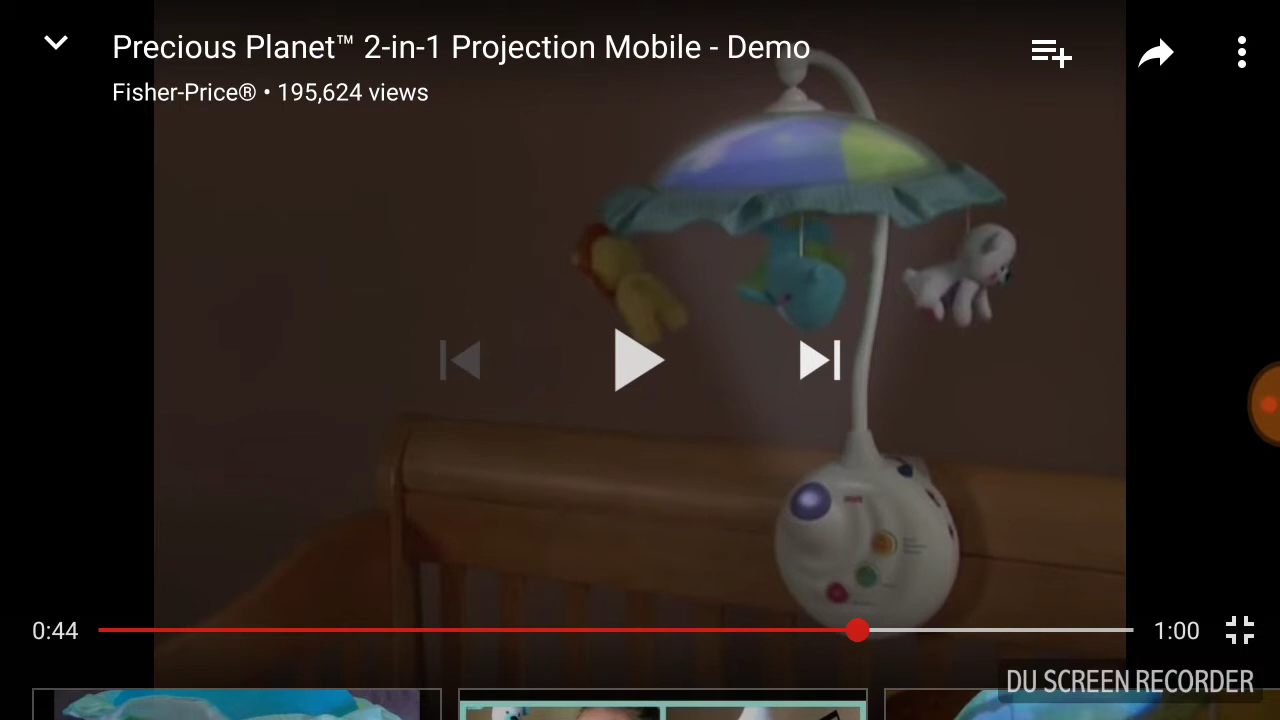 Precious Planet™ 2-in-1 Projection Mobile - Demo
Fisher-Price® • 195,624 views
0:44
1:00
DU SCREEN RECORDER